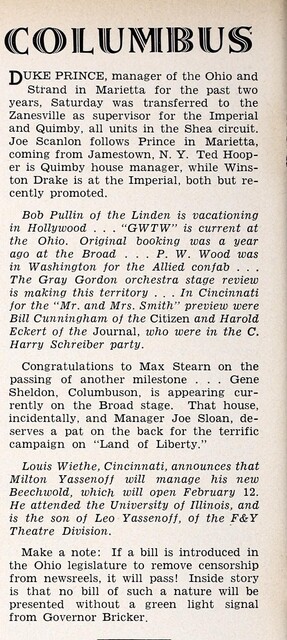 COLUMBUS
DUKE PRINCE, manager of the Ohio and
Strand in Marietta for the past two
years, Saturday was transferred to the
Zanesville as supervisor for the Imperial
and Quimby, all units in the Shea circuit.
Joe Scanlon follows Prince in Marietta,
coming from Jamestown, N. Y. Ted Hoop-
er is Quimby house manager, while Wins-
ton Drake is at the Imperial, both but re-
cently promoted.
Bob Pullin of the Linden is vacationing
in Hollywood . . . "GWTW" is current at
the Ohio. Original booking was a year
ago at the Broad . . . P. W. Wood was
in Washington for the Allied confab . . .
The Gray Gordon orchestra stage review
is making this territory . . . In Cincinnati
for the "Mr. and Mrs. Smith" preview were
Bill Cunningham of the Citizen and Harold
Eckert of the Journal, who were in the C.
Harry Schreiber party.
Congratulations to Max Stearn on the
passing of another milestone . . . Gene
Sheldon, Columbuson, is appearing cur-
rently on the Broad stage. That house,
incidentally, and Manager Joe Sloan, de-
serves a pat on the back for the terrific
campaign on "Land of Liberty."
Louis Wiethe, Cincinnati, announces that
Milton Yassenoff will manage his new
Beechwold, which will open February 12.
He attended the University of Illinois, and
is the son of Leo Yassenoff, of the F&Y
Theatre Division.
Make a note: If a bill is introduced in
the Ohio legislature to remove censorship
from newsreels, it will pass! Inside story
is that no bill of such a nature will be
presented without a green light signal
from Governor Bricker.